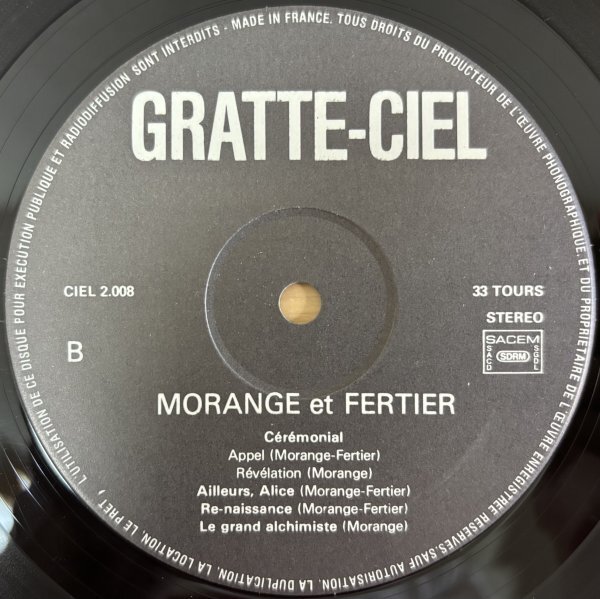 MADE IN FRANCE. TOUS DROITS DU PRODUCTEUR DE L'ŒUVRE PHONOGRAPHIQUE.ET DU PROPRIETAIRE DE L'ŒUVRE ENREGISTREE RESERVES.SAUF AUTORISATION. LA DUPLICATION. LA LOCATION. LE PRET, L'UTILISATION DE CE DISQUE POUR EXECUTION PUBLIQUE ET RADIODIFFUSION SONT INTERDITS -
GRATTE-CIEL
CIEL 2.008
33 TOURS
STEREO
B
SACEM
SACD
SDRM
SGDL
MORANGE et FERTIER
Cérémonial
Appel (Morange-Fertier)
Révélation (Morange)
Ailleurs, Alice (Morange-Fertier)
Re-naissance (Morange-Fertier)
Le grand alchimiste (Morange)